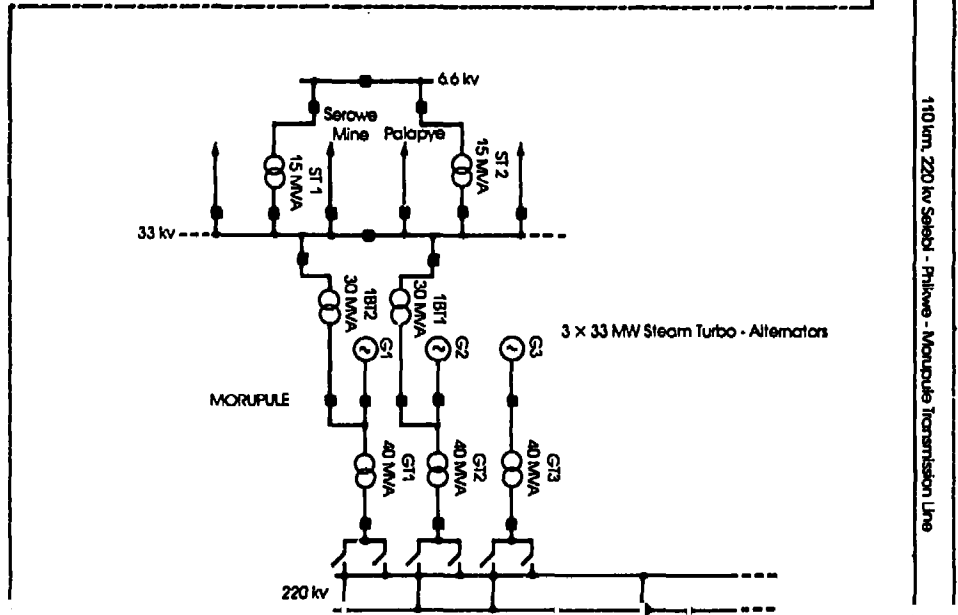 6.6 kv
Serowe
Mine Palapye
ST 1
15 MVA
ST 2
15 MVA
33 kv
1BT2
30 MVA
1BT1
30 MVA
G1
G2
G3
3 × 33 MW Steam Turbo - Alternators
MORUPULE
GT1
40 MVA
GT2
40 MVA
GT3
40 MVA
220 kv
110 km, 220 kv Selebi - Phikwe - Morupule Transmission Line